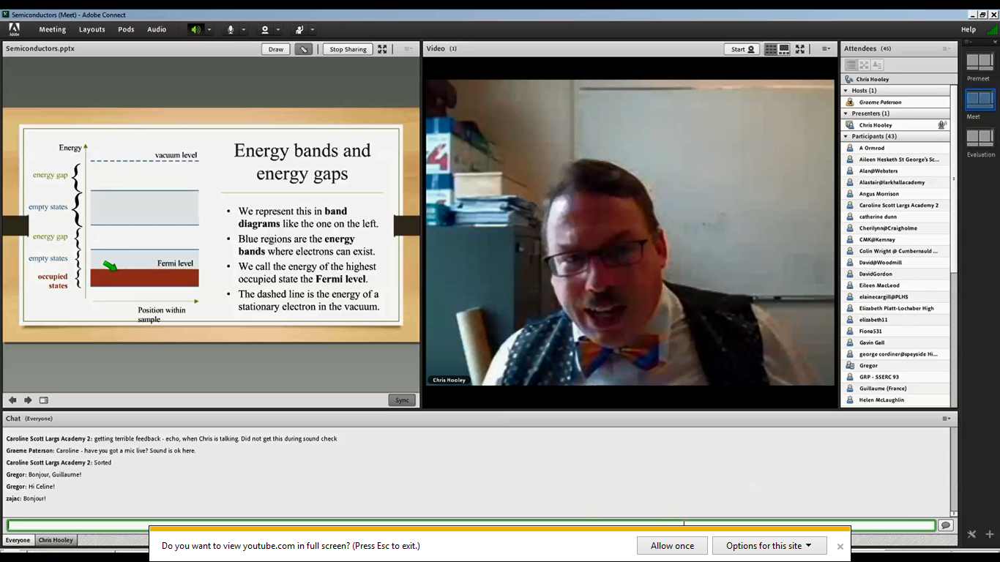 Semiconductors (Meet) - Adobe Connect
Adobe
Meeting Layouts Pods Audio
Help
Semiconductors.pptx
Draw
Stop Sharing
Energy
vacuum level
energy gap
empty states
energy gap
empty states
Fermi level
occupied
states
Position within
sample
Energy bands and
energy gaps
• We represent this in band
diagrams like the one on the left.
• Blue regions are the energy
bands where electrons can exist.
• We call the energy of the highest
occupied state the Fermi level.
• The dashed line is the energy of a
stationary electron in the vacuum.
Sync
Video (1)
Start
4
Chris Hooley
Attendees (45)
Chris Hooley
Hosts (1)
Graeme Paterson
Presenters (1)
Chris Hooley
Participants (43)
A Ormrod
Aileen Hesketh St George's Sc...
Alan@Websters
Alastair@larkhallacademy
Angus Morrison
Caroline Scott Largs Academy 2
catherine dunn
Cherilynn@Craigholme
CMK@Kemnay
Colin Wright @ Cumbernauld ...
David@Woodmill
DavidGordon
Eileen MacLeod
elainecargill@PLHS
Elizabeth Platt-Lochaber High
elizabeth11
Fiona531
Gavin Gall
george cordiner@speyside Hi...
Gregor
GRP - SSERC 93
Guillaume (France)
Helen McLaughlin
Premeet
Meet
Evaluation
Chat (Everyone)
Caroline Scott Largs Academy 2: getting terrible feedback - echo, when Chris is talking. Did not get this during sound check
Graeme Paterson: Caroline - have you got a mic live? Sound is ok here.
Caroline Scott Largs Academy 2: Sorted
Gregor: Bonjour, Guillaume!
Gregor: Hi Celine!
zajac: Bonjour!
Everyone
Chris Hooley
Do you want to view youtube.com in full screen? (Press Esc to exit.)
Allow once
Options for this site